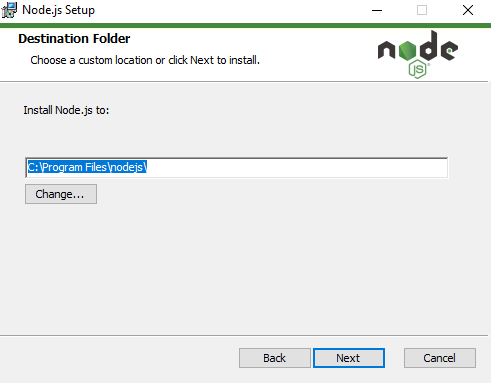 Node.js Setup
Destination Folder
Choose a custom location or click Next to install.
node
JS
Install Node.js to:
C:\Program Files\nodejs\
Change...
Back
Next
Cancel